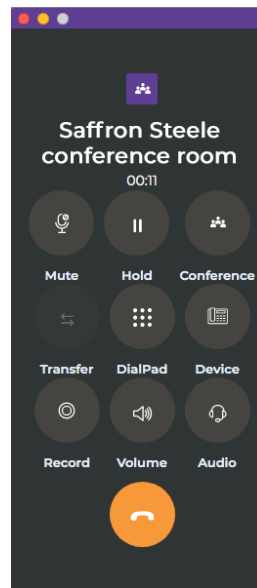 Saffron Steele
conference room
00:11
Mute Hold Conference
Transfer DialPad Device
Record Volume Audio